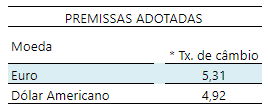 PREMISSAS ADOTADAS
Moeda
* Tx. de câmbio
Euro 5,31
Dólar Americano 4,92